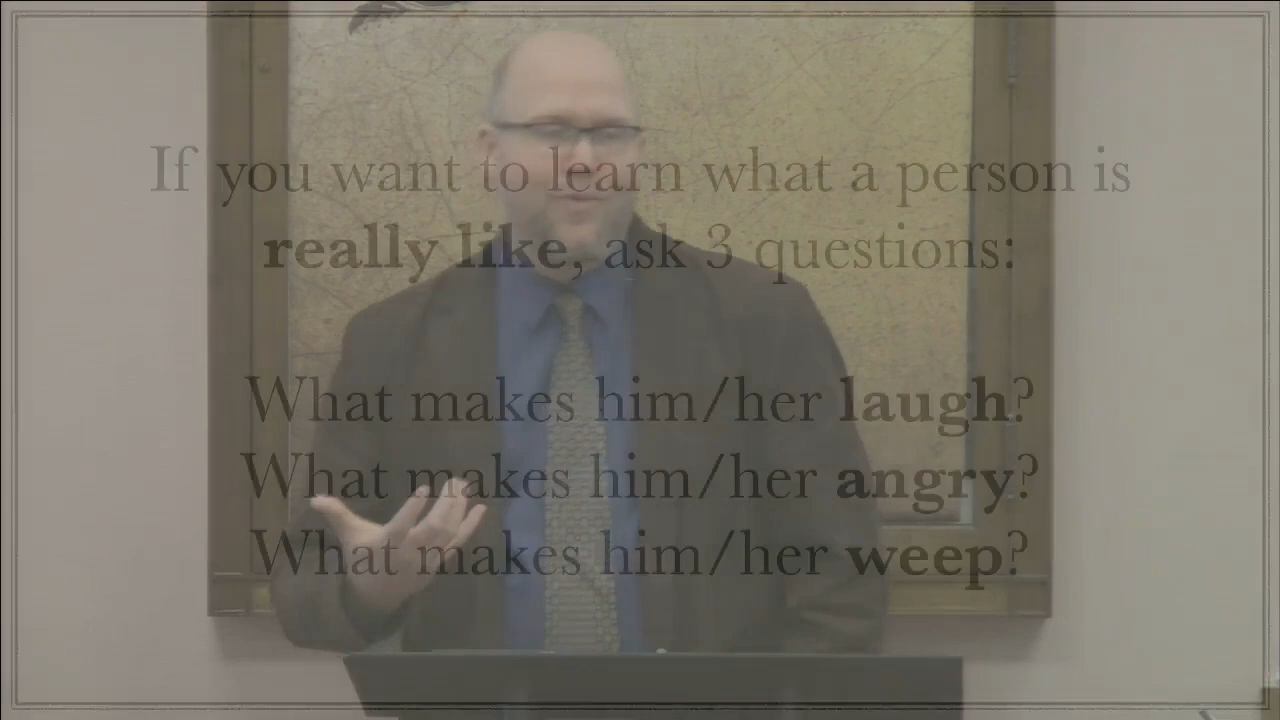 If you want to learn what a person is
really like, ask 3 questions:
What makes him/her laugh?
What makes him/her angry?
What makes him/her weep?